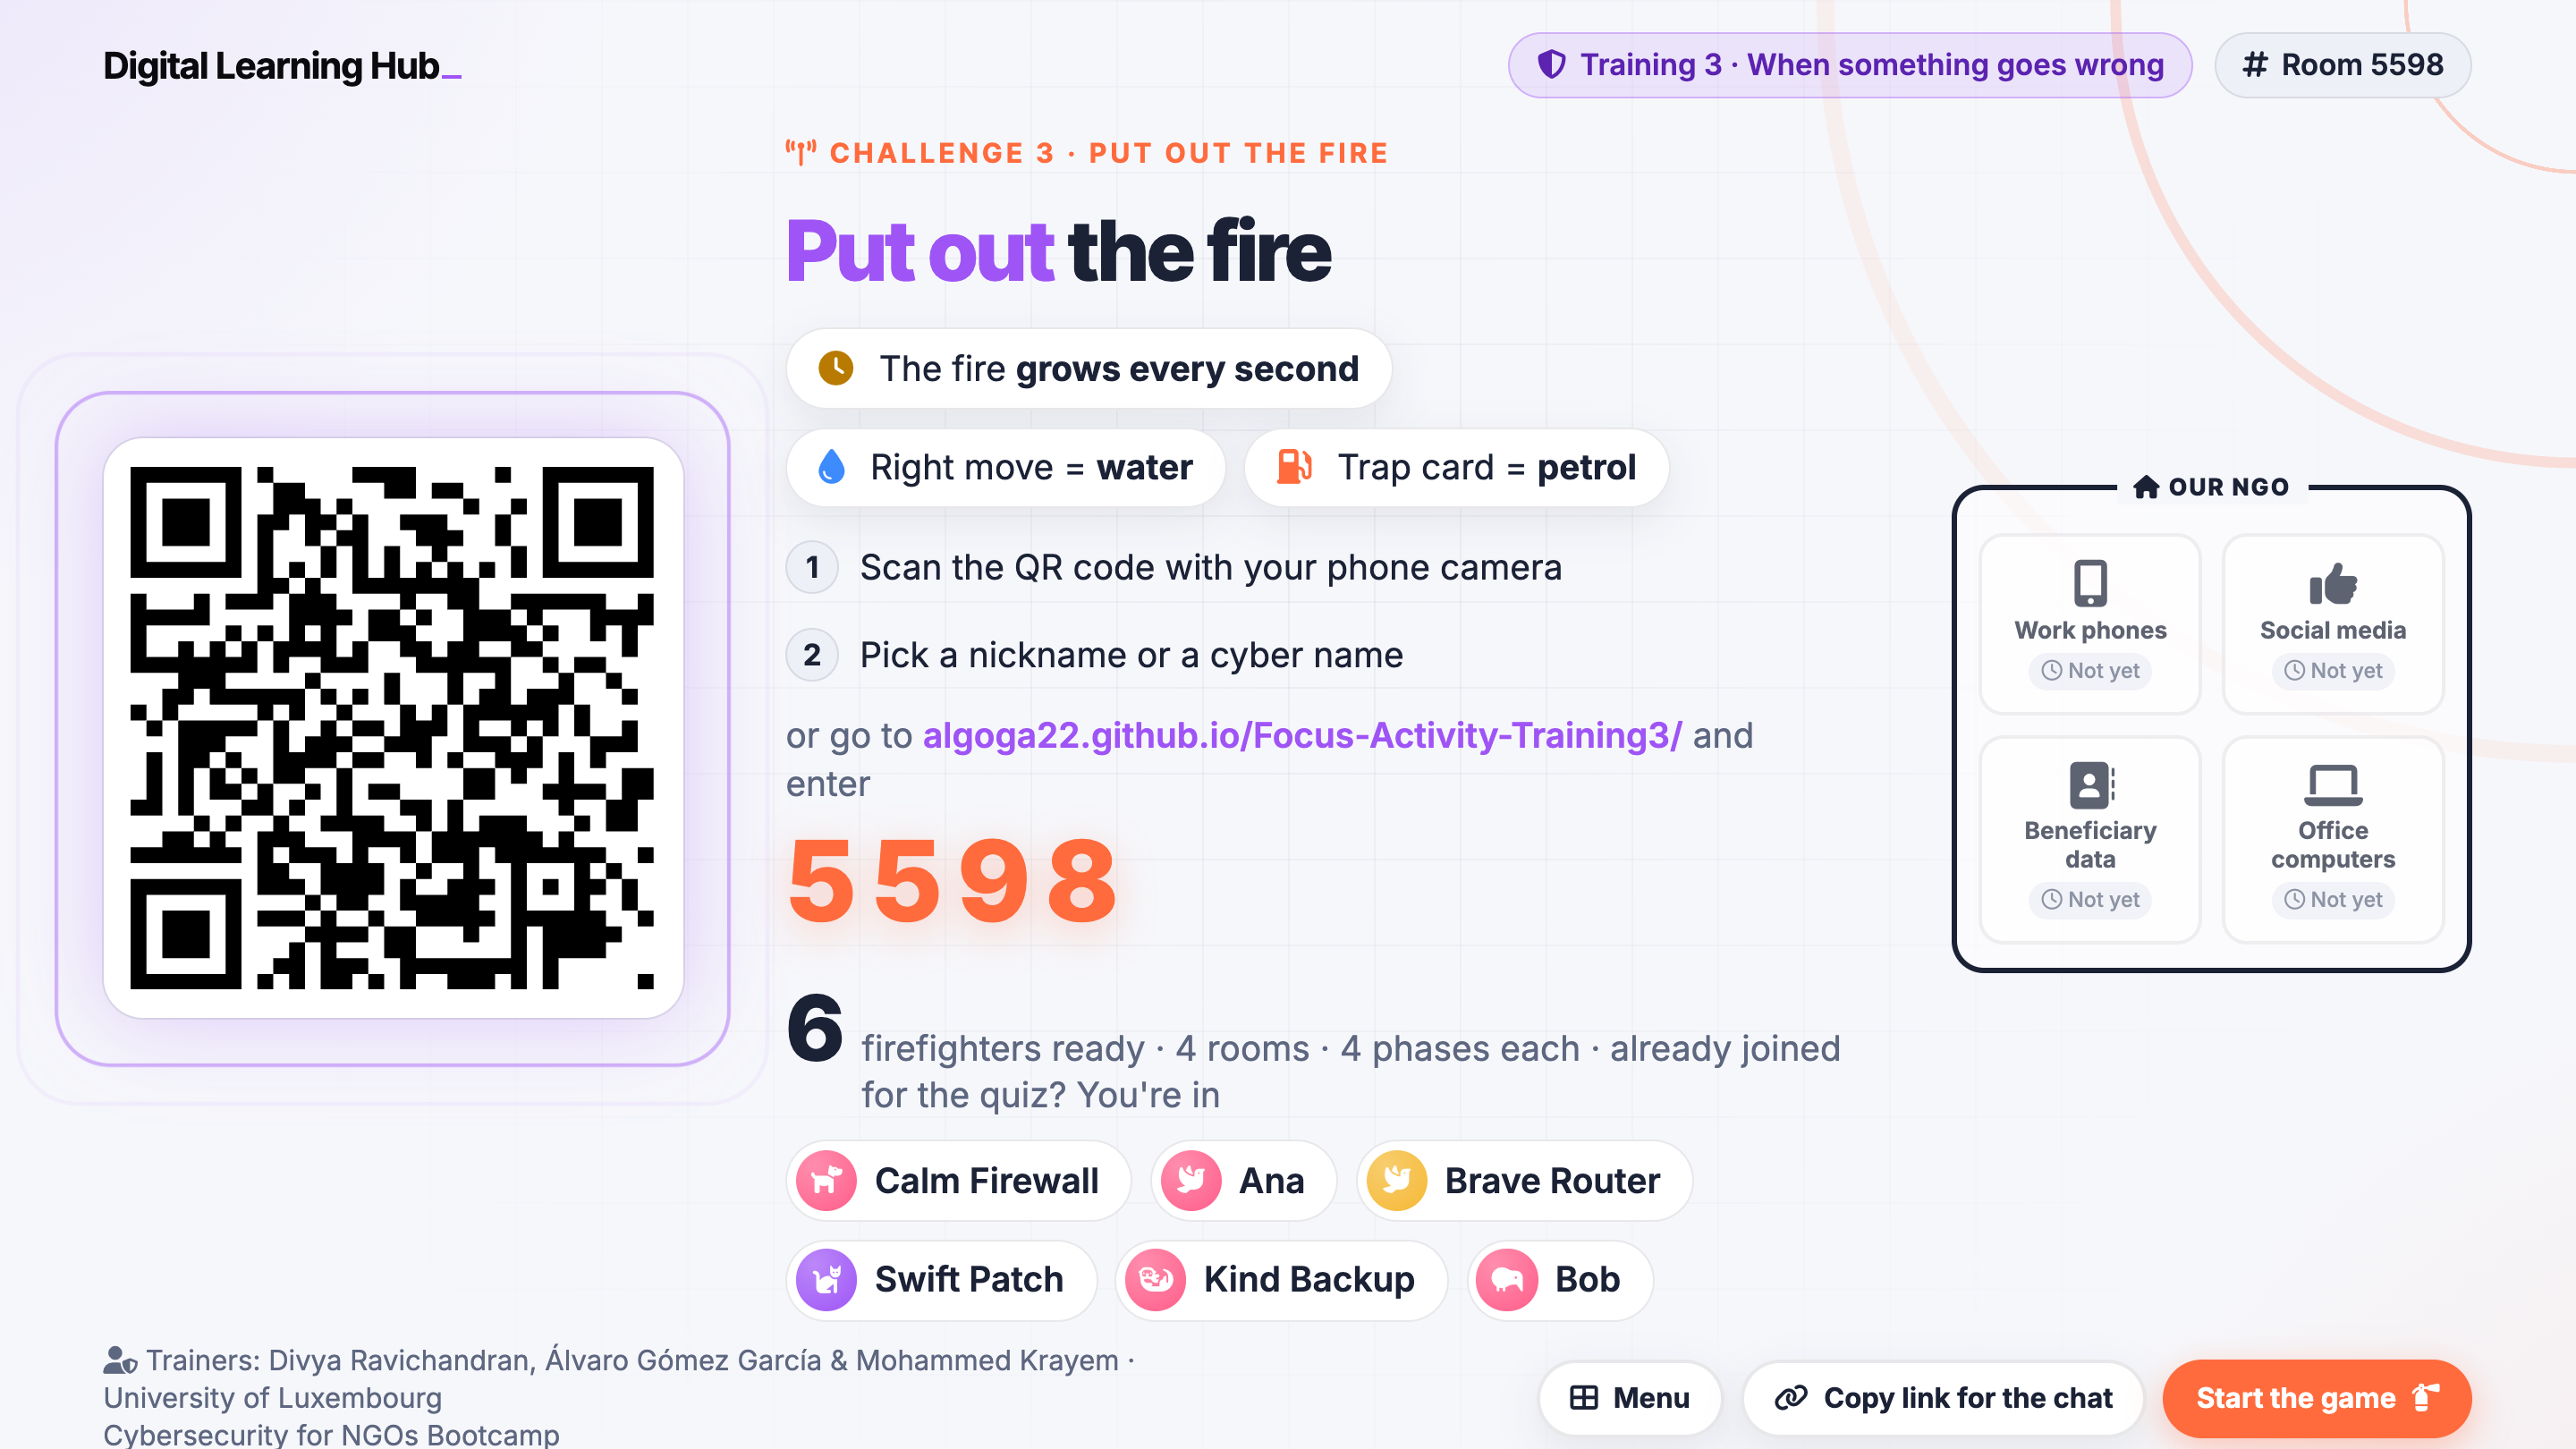 Digital Learning Hub_
Training 3 · When something goes wrong
# Room 5598
CHALLENGE 3 · PUT OUT THE FIRE
Put out the fire
The fire grows every second
Right move = water
Trap card = petrol
1 Scan the QR code with your phone camera
2 Pick a nickname or a cyber name
or go to algoga22.github.io/Focus-Activity-Training3/ and
enter
5598
6 firefighters ready · 4 rooms · 4 phases each · already joined
for the quiz? You're in
Calm Firewall
Ana
Brave Router
Swift Patch
Kind Backup
Bob
OUR NGO
Work phones
Not yet
Social media
Not yet
Beneficiary
data
Not yet
Office
computers
Not yet
Trainers: Divya Ravichandran, Álvaro Gómez García & Mohammed Krayem ·
University of Luxembourg
Cybersecurity for NGOs Bootcamp
Menu
Copy link for the chat
Start the game